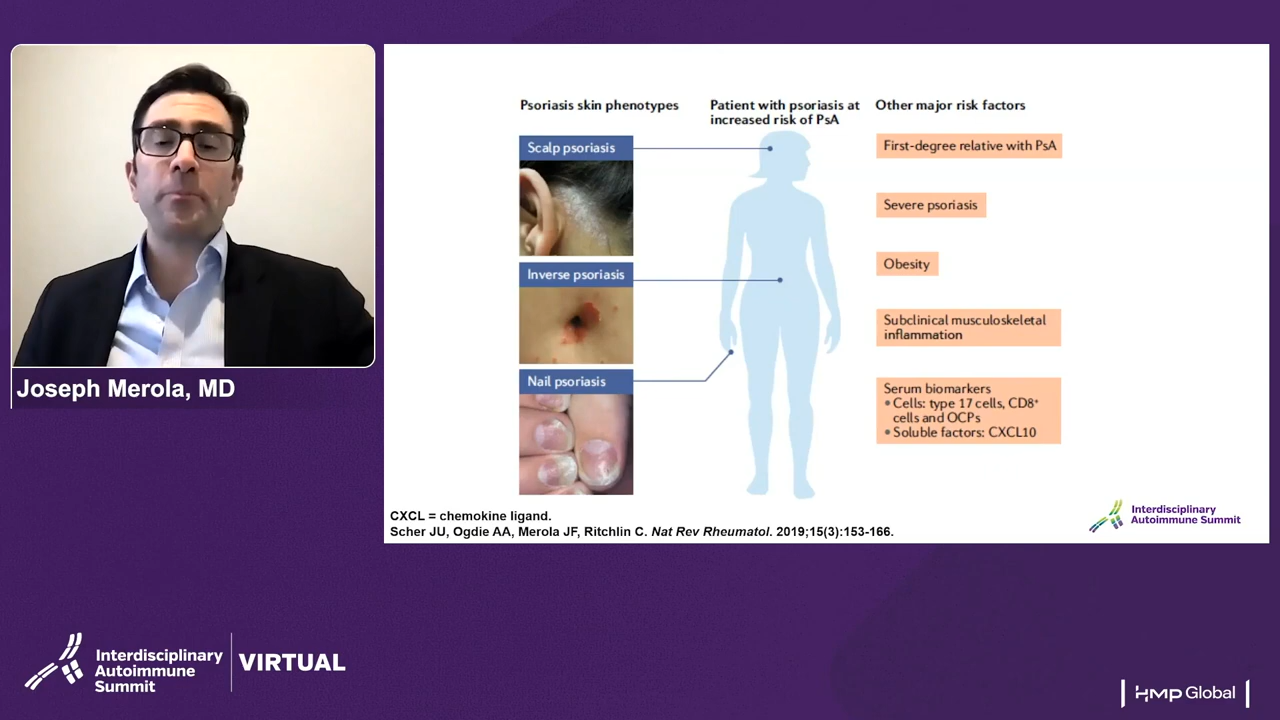 Joseph Merola, MD
Psoriasis skin phenotypes
Scalp psoriasis
Inverse psoriasis
Nail psoriasis
Patient with psoriasis at
increased risk of PsA
Other major risk factors
First-degree relative with PsA
Severe psoriasis
Obesity
Subclinical musculoskeletal
inflammation
Serum biomarkers
• Cells: type 17 cells, CD8⁺
cells and OCPs
• Soluble factors: CXCL10
CXCL = chemokine ligand.
Scher JU, Ogdie AA, Merola JF, Ritchlin C. Nat Rev Rheumatol. 2019;15(3):153-166.
Interdisciplinary
Autoimmune Summit
Interdisciplinary
Autoimmune
Summit
VIRTUAL
HMP Global